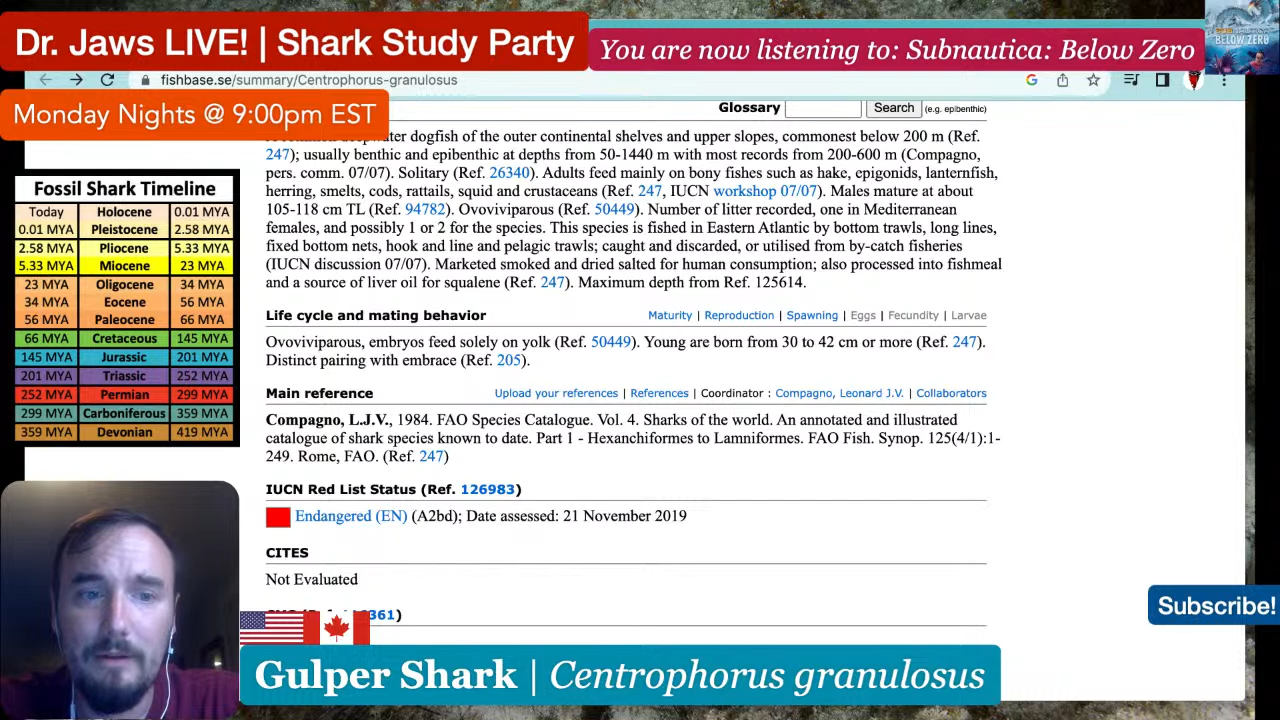 Dr. Jaws LIVE! | Shark Study Party
You are now listening to: Subnautica: Below Zero
BELOW ZERO
fishbase.se/summary/Centrophorus-granulosus
Monday Nights @ 9:00pm EST
Glossary Search (e.g. epibenthic)
dogfish of the outer continental shelves and upper slopes, commonest below 200 m (Ref.
247); usually benthic and epibenthic at depths from 50-1440 m with most records from 200-600 m (Compagno,
pers. comm. 07/07). Solitary (Ref. 26340). Adults feed mainly on bony fishes such as hake, epigonids, lanternfish,
herring, smelts, cods, rattails, squid and crustaceans (Ref. 247, IUCN workshop 07/07). Males mature at about
105-118 cm TL (Ref. 94782). Ovoviviparous (Ref. 50449). Number of litter recorded, one in Mediterranean
females, and possibly 1 or 2 for the species. This species is fished in Eastern Atlantic by bottom trawls, long lines,
fixed bottom nets, hook and line and pelagic trawls; caught and discarded, or utilised from by-catch fisheries
(IUCN discussion 07/07). Marketed smoked and dried salted for human consumption; also processed into fishmeal
and a source of liver oil for squalene (Ref. 247). Maximum depth from Ref. 125614.
Life cycle and mating behavior Maturity | Reproduction | Spawning | Eggs | Fecundity | Larvae
Ovoviviparous, embryos feed solely on yolk (Ref. 50449). Young are born from 30 to 42 cm or more (Ref. 247).
Distinct pairing with embrace (Ref. 205).
Main reference Upload your references | References | Coordinator : Compagno, Leonard J.V. | Collaborators
Compagno, L.J.V., 1984. FAO Species Catalogue. Vol. 4. Sharks of the world. An annotated and illustrated
catalogue of shark species known to date. Part 1 - Hexanchiformes to Lamniformes. FAO Fish. Synop. 125(4/1):1-
249. Rome, FAO. (Ref. 247)
IUCN Red List Status (Ref. 126983)
Endangered (EN) (A2bd); Date assessed: 21 November 2019
CITES
Not Evaluated
361)
Fossil Shark Timeline
Today Holocene 0.01 MYA
0.01 MYA Pleistocene 2.58 MYA
2.58 MYA Pliocene 5.33 MYA
5.33 MYA Miocene 23 MYA
23 MYA Oligocene 34 MYA
34 MYA Eocene 56 MYA
56 MYA Paleocene 66 MYA
66 MYA Cretaceous 145 MYA
145 MYA Jurassic 201 MYA
201 MYA Triassic 252 MYA
252 MYA Permian 299 MYA
299 MYA Carboniferous 359 MYA
359 MYA Devonian 419 MYA
Subscribe!
Gulper Shark | Centrophorus granulosus